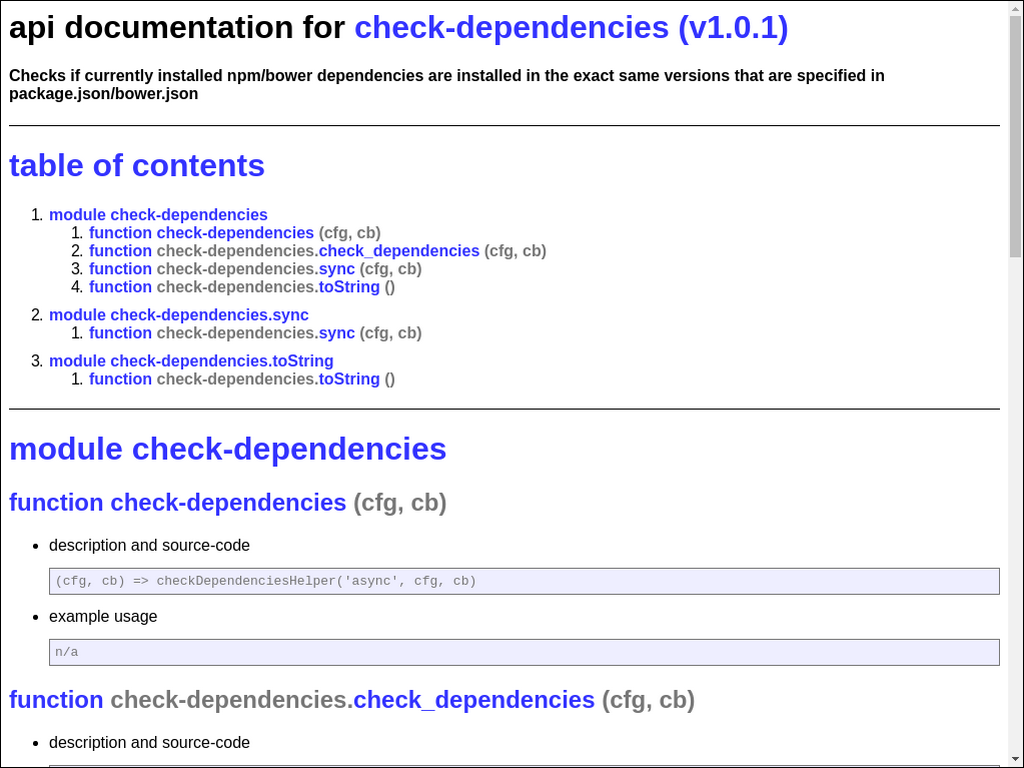 api documentation for check-dependencies (v1.0.1)
Checks if currently installed npm/bower dependencies are installed in the exact same versions that are specified in
package.json/bower.json
table of contents
1. module check-dependencies
1. function check-dependencies (cfg, cb)
2. function check-dependencies.check_dependencies (cfg, cb)
3. function check-dependencies.sync (cfg, cb)
4. function check-dependencies.toString ()
2. module check-dependencies.sync
1. function check-dependencies.sync (cfg, cb)
3. module check-dependencies.toString
1. function check-dependencies.toString ()
module check-dependencies
function check-dependencies (cfg, cb)
• description and source-code
(cfg, cb) => checkDependenciesHelper('async', cfg, cb)
• example usage
n/a
function check-dependencies.check_dependencies (cfg, cb)
• description and source-code